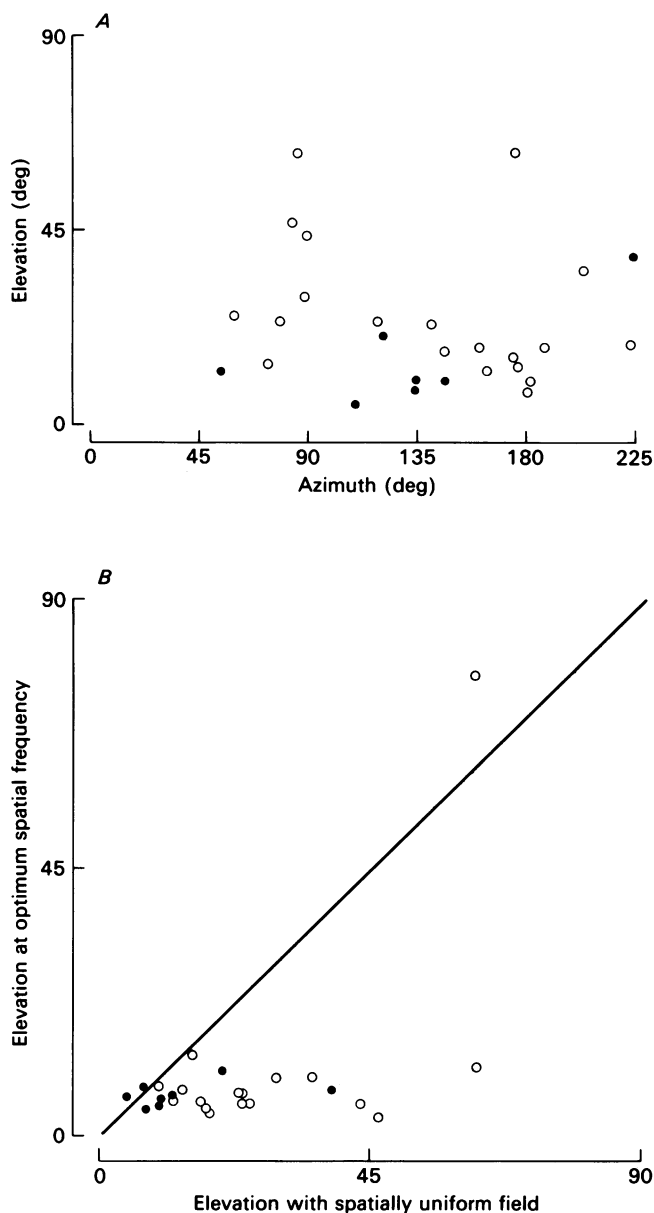 A
90
45
0
Elevation (deg)
0 45 90 135 180 225
Azimuth (deg)
B
90
45
0
Elevation at optimum spatial frequency
0 45 90
Elevation with spatially uniform field